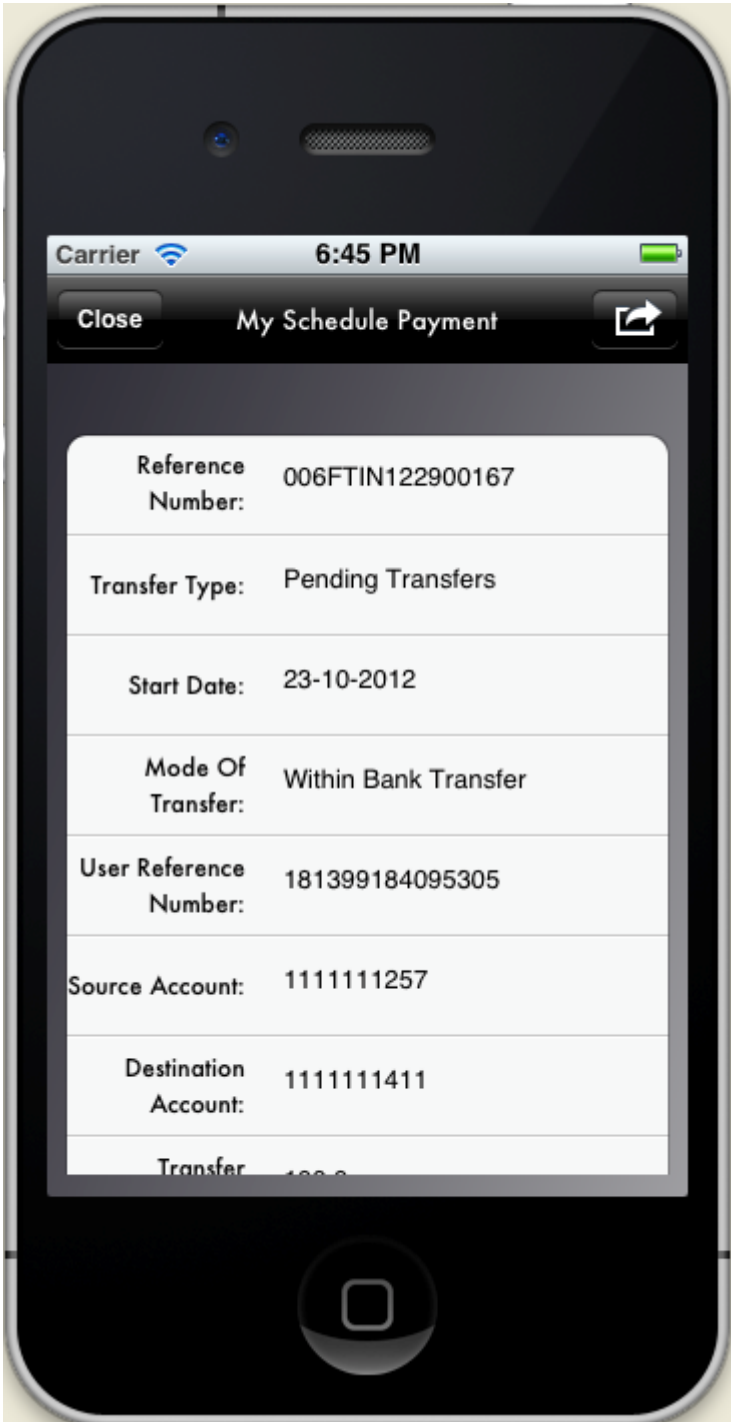 Carrier 6:45 PM
Close My Schedule Payment
Reference
Number: 006FTIN122900167
Transfer Type: Pending Transfers
Start Date: 23-10-2012
Mode Of
Transfer: Within Bank Transfer
User Reference
Number: 181399184095305
Source Account: 1111111257
Destination
Account: 1111111411
Transfer